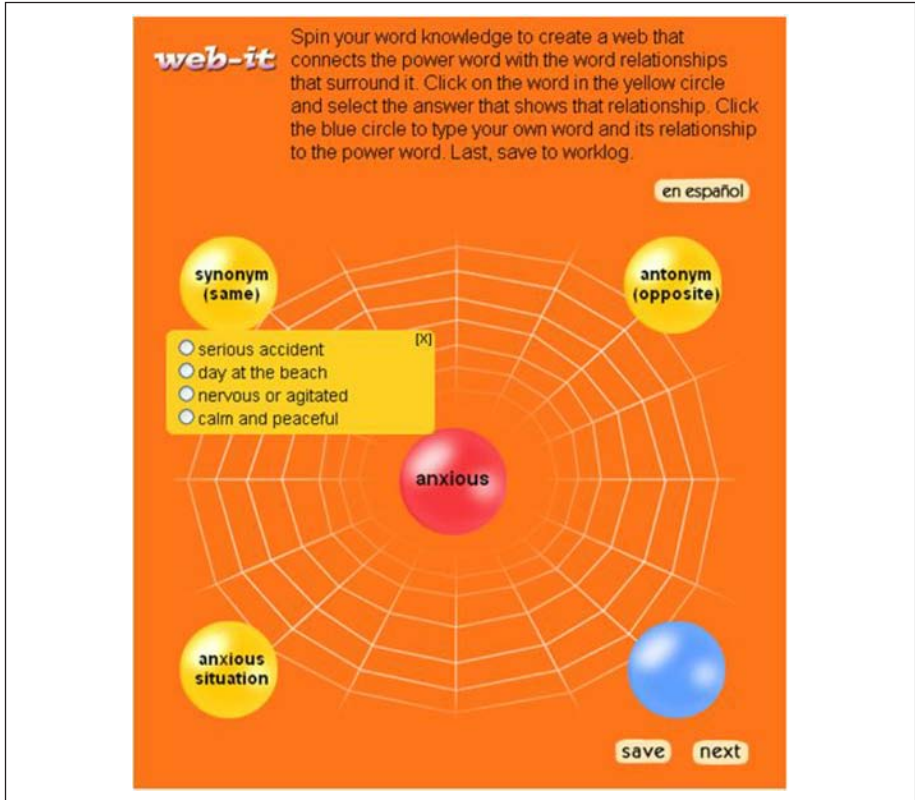 web-it
Spin your word knowledge to create a web that
connects the power word with the word relationships
that surround it. Click on the word in the yellow circle
and select the answer that shows that relationship. Click
the blue circle to type your own word and its relationship
to the power word. Last, save to worklog.
en español
synonym
(same)
antonym
(opposite)
[X]
serious accident
day at the beach
nervous or agitated
calm and peaceful
anxious
anxious
situation
save
next